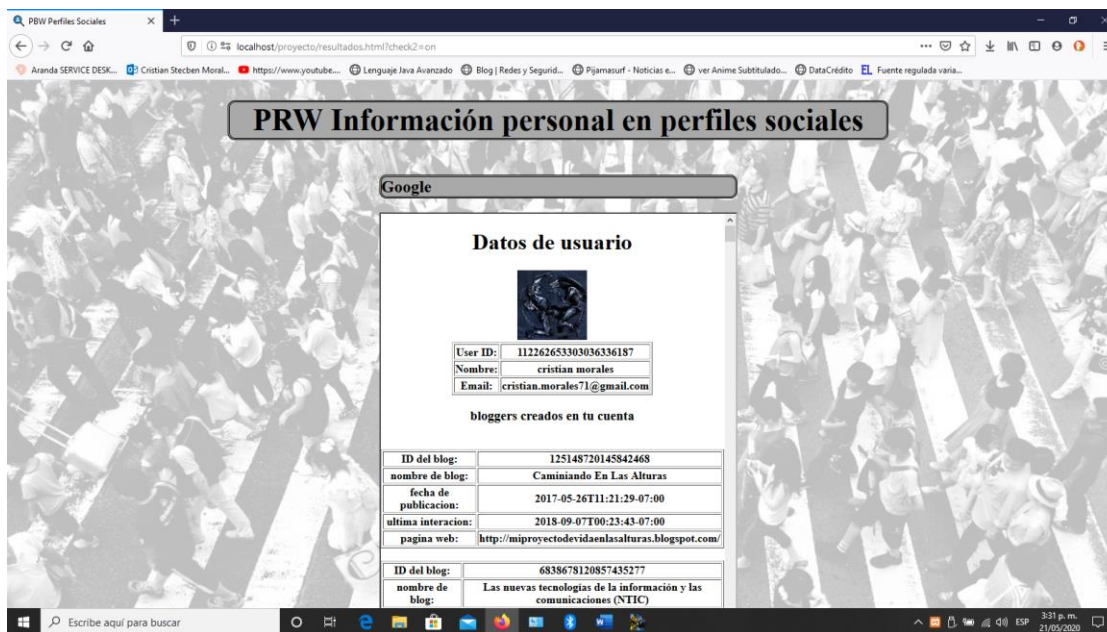 PBW Perfiles Sociales
localhost/proyecto/resultados.html?check2=on
Aranda SERVICE DESK... Cristian Stecben Moral... https://www.youtube.... Lenguaje Java Avanzado Blog | Redes y Segurid... Pijamasurf - Noticias e... ver Anime Subtitulado... DataCrédito EL Fuente regulada varia...
PRW Información personal en perfiles sociales
Google
Datos de usuario
User ID: 112262653303036336187
Nombre: cristian morales
Email: cristian.morales71@gmail.com
bloggers creados en tu cuenta
ID del blog: 125148720145842468
nombre de blog: Caminiando En Las Alturas
fecha de
publicacion: 2017-05-26T11:21:29-07:00
ultima interacion: 2018-09-07T00:23:43-07:00
pagina web: http://miproyectodevidaenlasalturas.blogspot.com/
ID del blog: 6838678120857435277
nombre de
blog: Las nuevas tecnologías de la información y las
comunicaciones (NTIC)
Escribe aquí para buscar
ESP
3:31 p. m.
21/05/2020